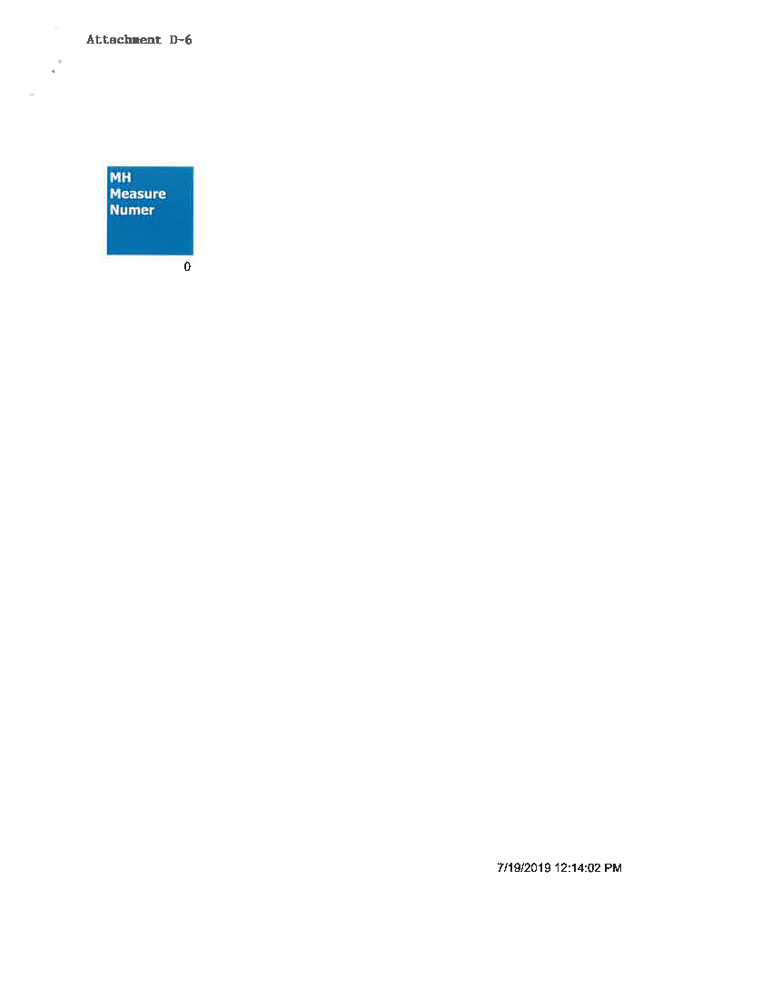 Attachment D-6
MH
Measure
Numer
0
7/19/2019 12:14:02 PM